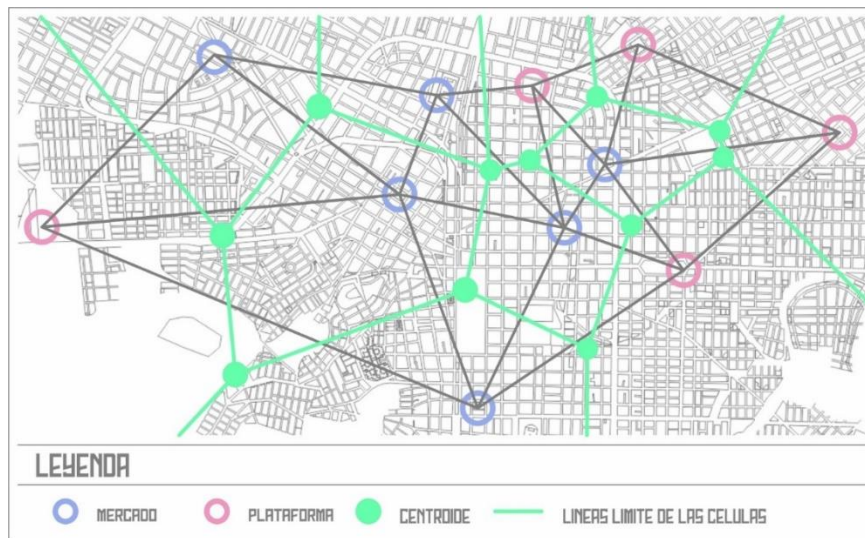 LEYENDA
MERCADO
PLATAFORMA
CENTROIDE
LINEAS LIMITE DE LAS CELULAS